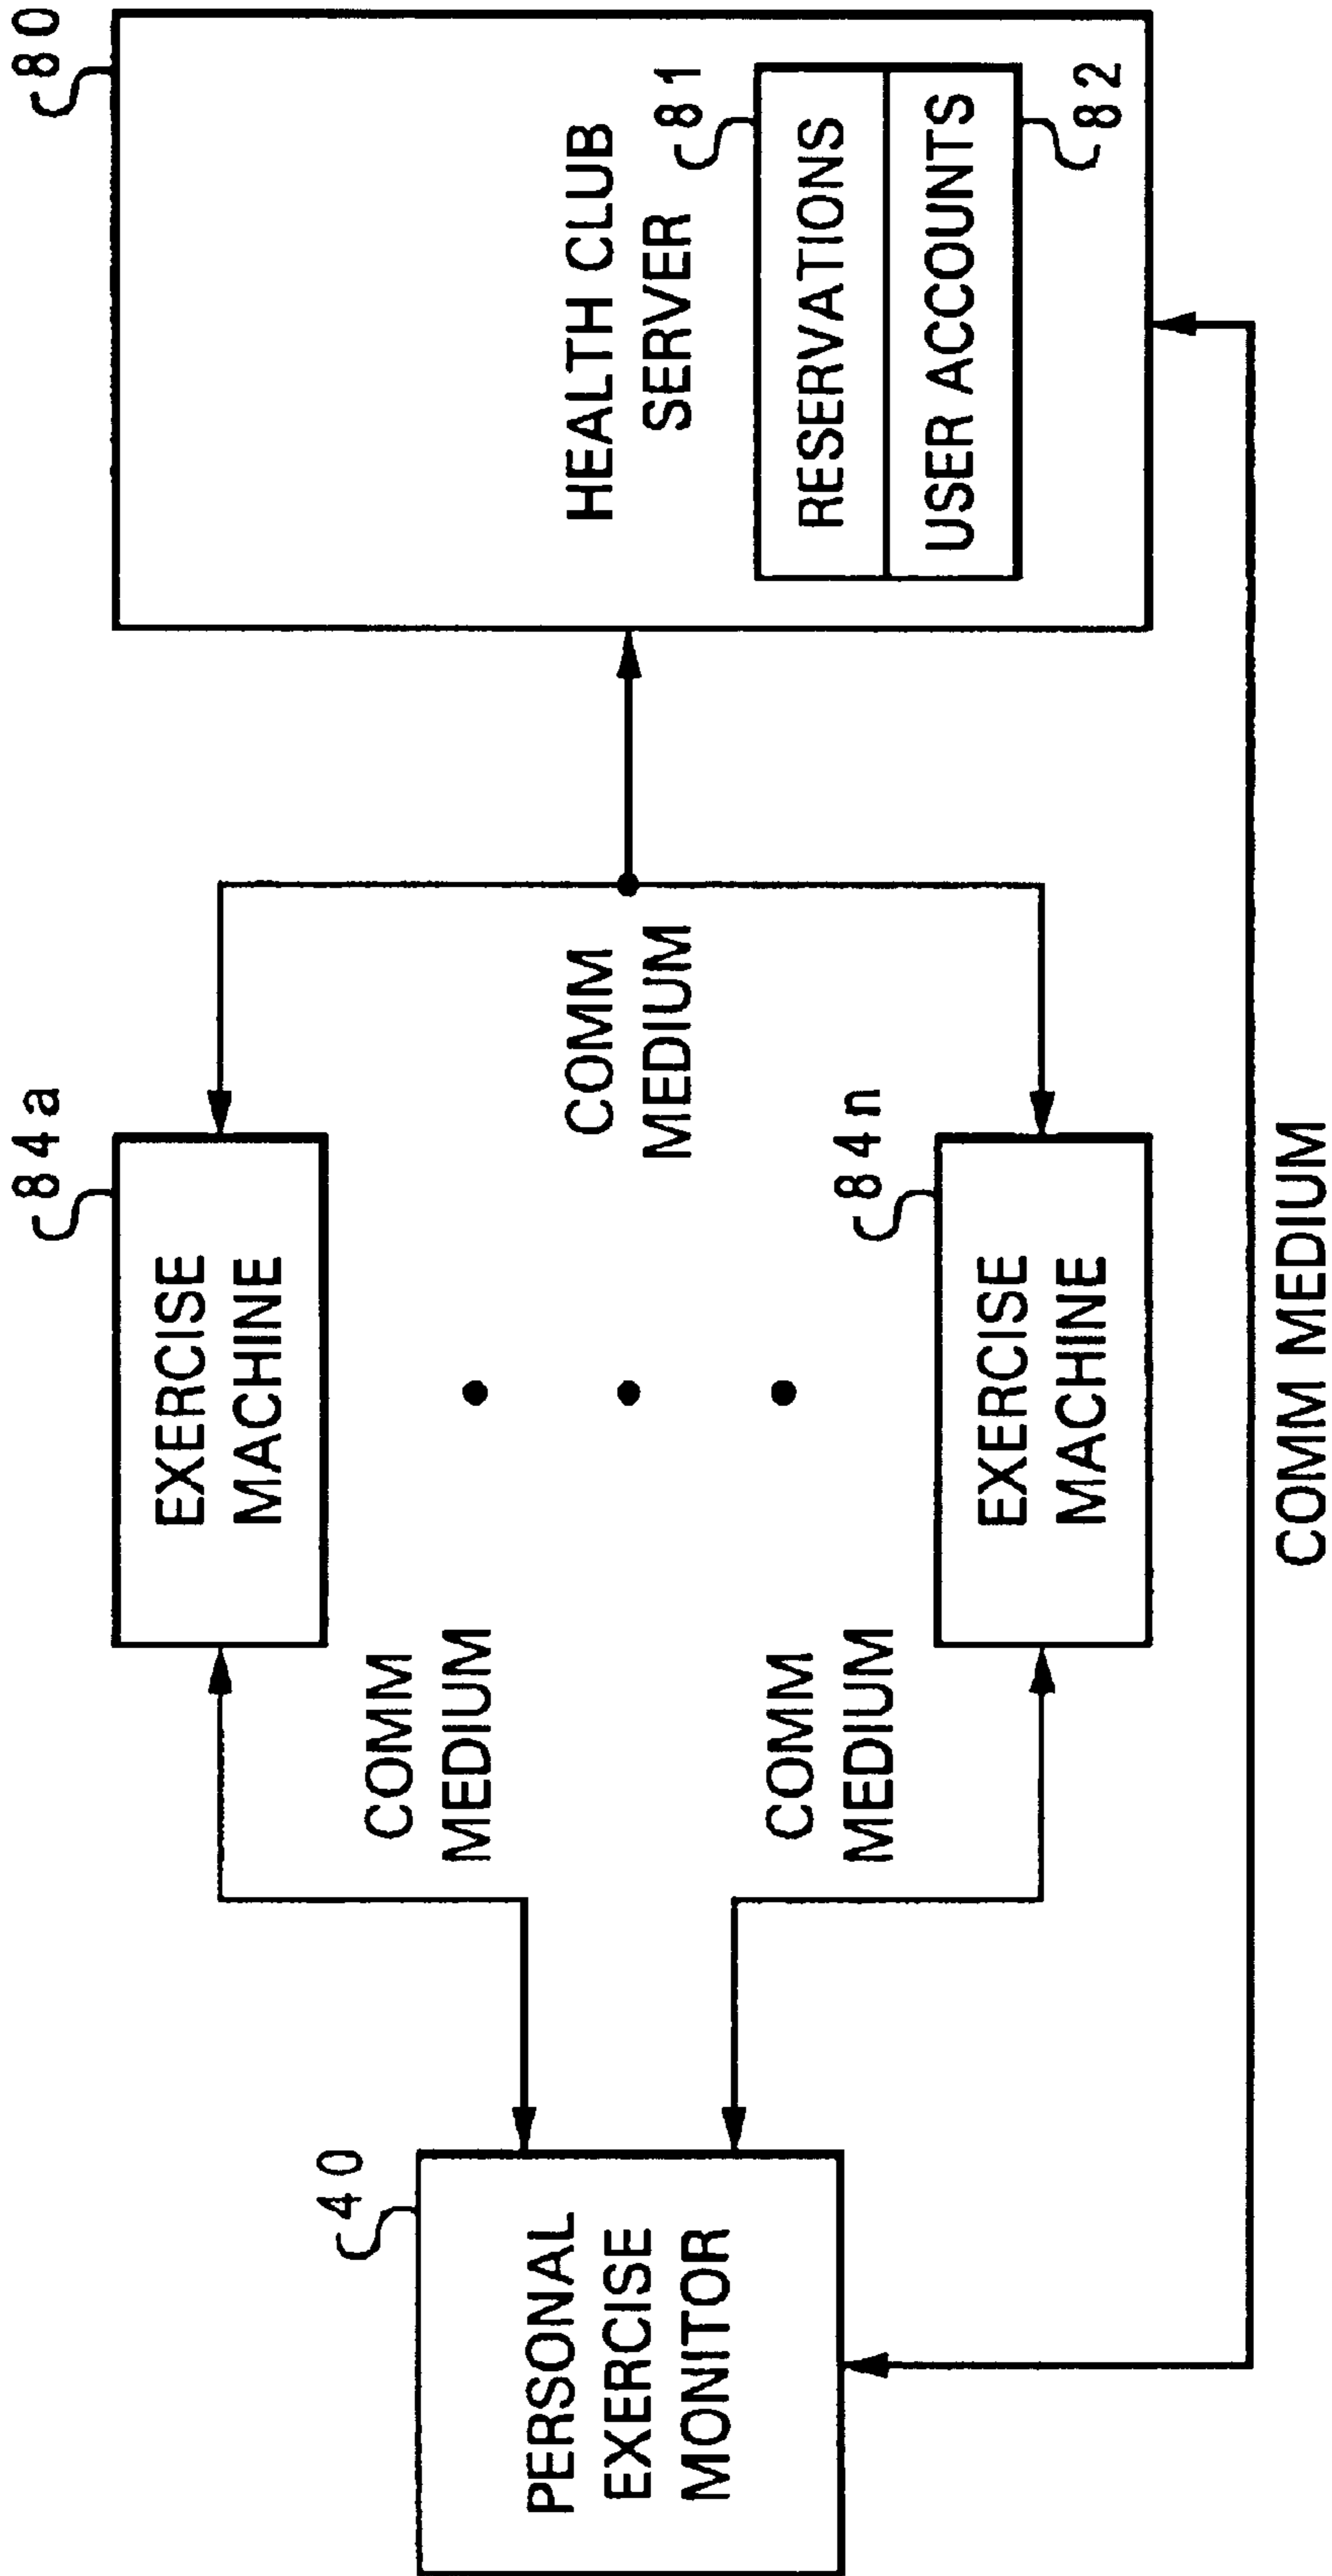 80
HEALTH CLUB
SERVER
81
RESERVATIONS
USER ACCOUNTS
82
84a
EXERCISE
MACHINE
COMM
MEDIUM
84n
EXERCISE
MACHINE
COMM
MEDIUM
COMM
MEDIUM
40
PERSONAL
EXERCISE
MONITOR
COMM MEDIUM